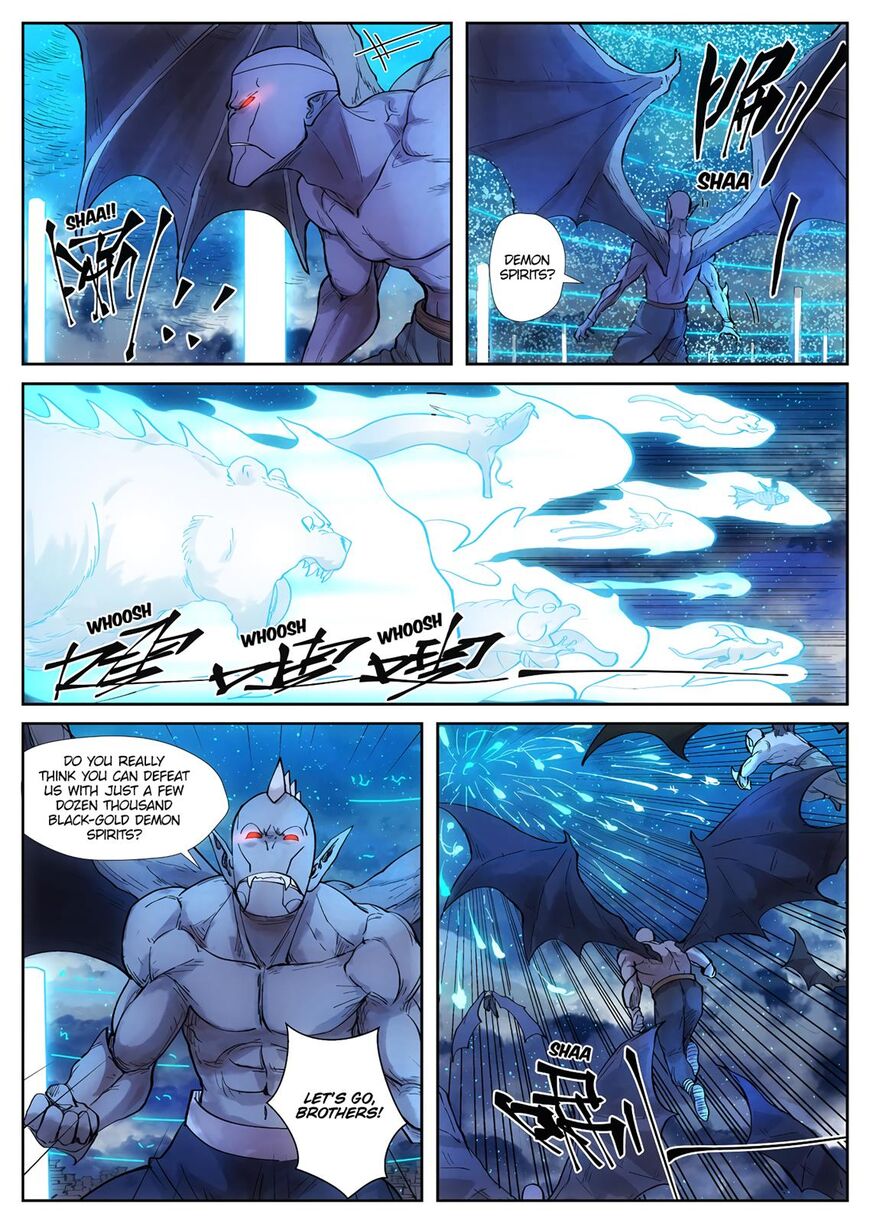 SHAA!!
SHAA
DEMON
SPIRITS?
WHOOSH
WHOOSH
WHOOSH
DO YOU REALLY
THINK YOU CAN DEFEAT
US WITH JUST A FEW
DOZEN THOUSAND
BLACK-GOLD DEMON
SPIRITS?
LET'S GO,
BROTHERS!
SHAA